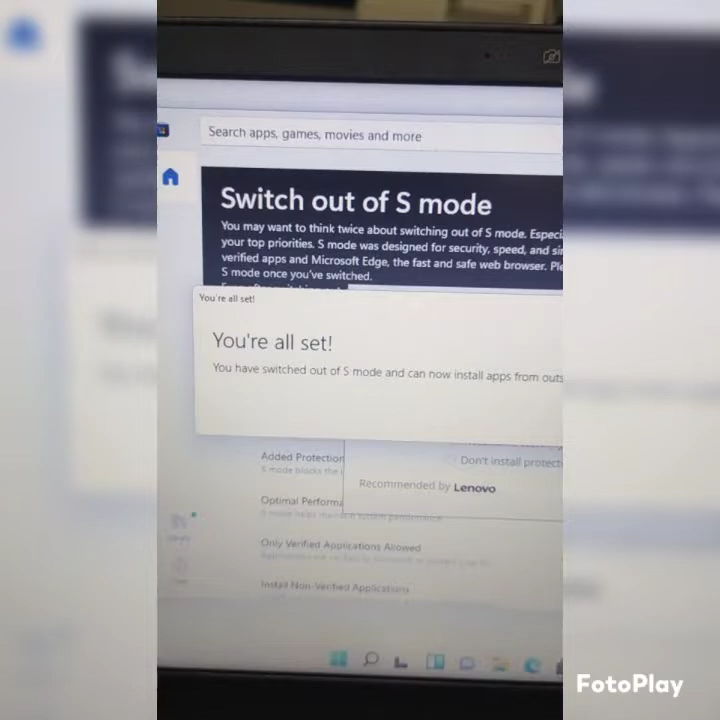 Search apps, games, movies and more
Switch out of S mode
You may want to think twice about switching out of S mode. Especi
your top priorities. S mode was designed for security, speed, and si
verified apps and Microsoft Edge, the fast and safe web browser. Ple
S mode once you've switched.
You're all set!
You're all set!
You have switched out of S mode and can now install apps from outs
Added Protection
S mode blocks the
Don't install protect
Recommended by Lenovo
Optimal Performa
Only Verified Applications Allowed
Install Non-Verified Applications
FotoPlay